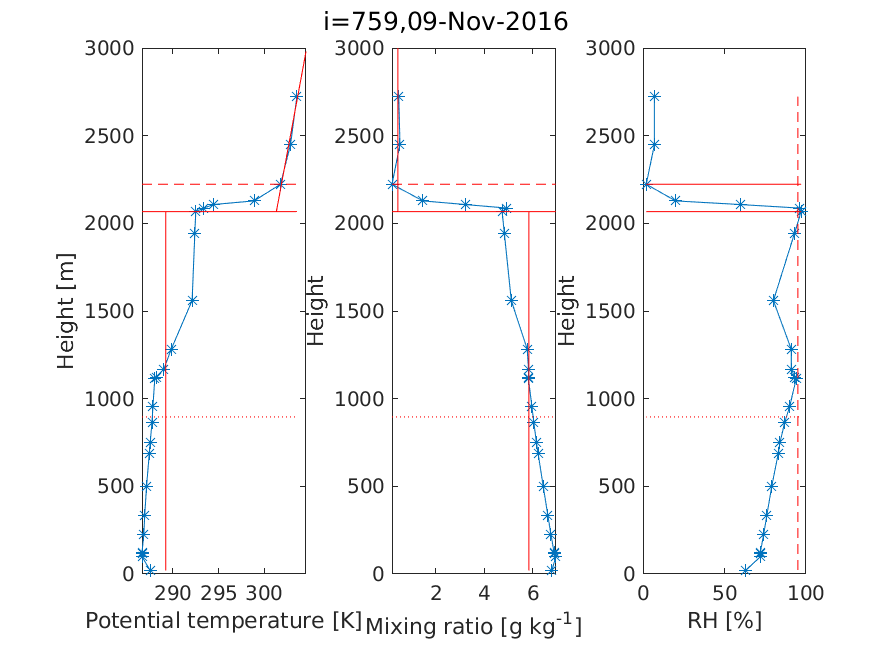 i=759,09-Nov-2016
3000
2500
2000
1500
1000
500
0
Height [m]
290 295 300
Potential temperature [K]
3000
2500
2000
1500
1000
500
0
Height
2 4 6
Mixing ratio [g kg-1]
3000
2500
2000
1500
1000
500
0
Height
0 50 100
RH [%]